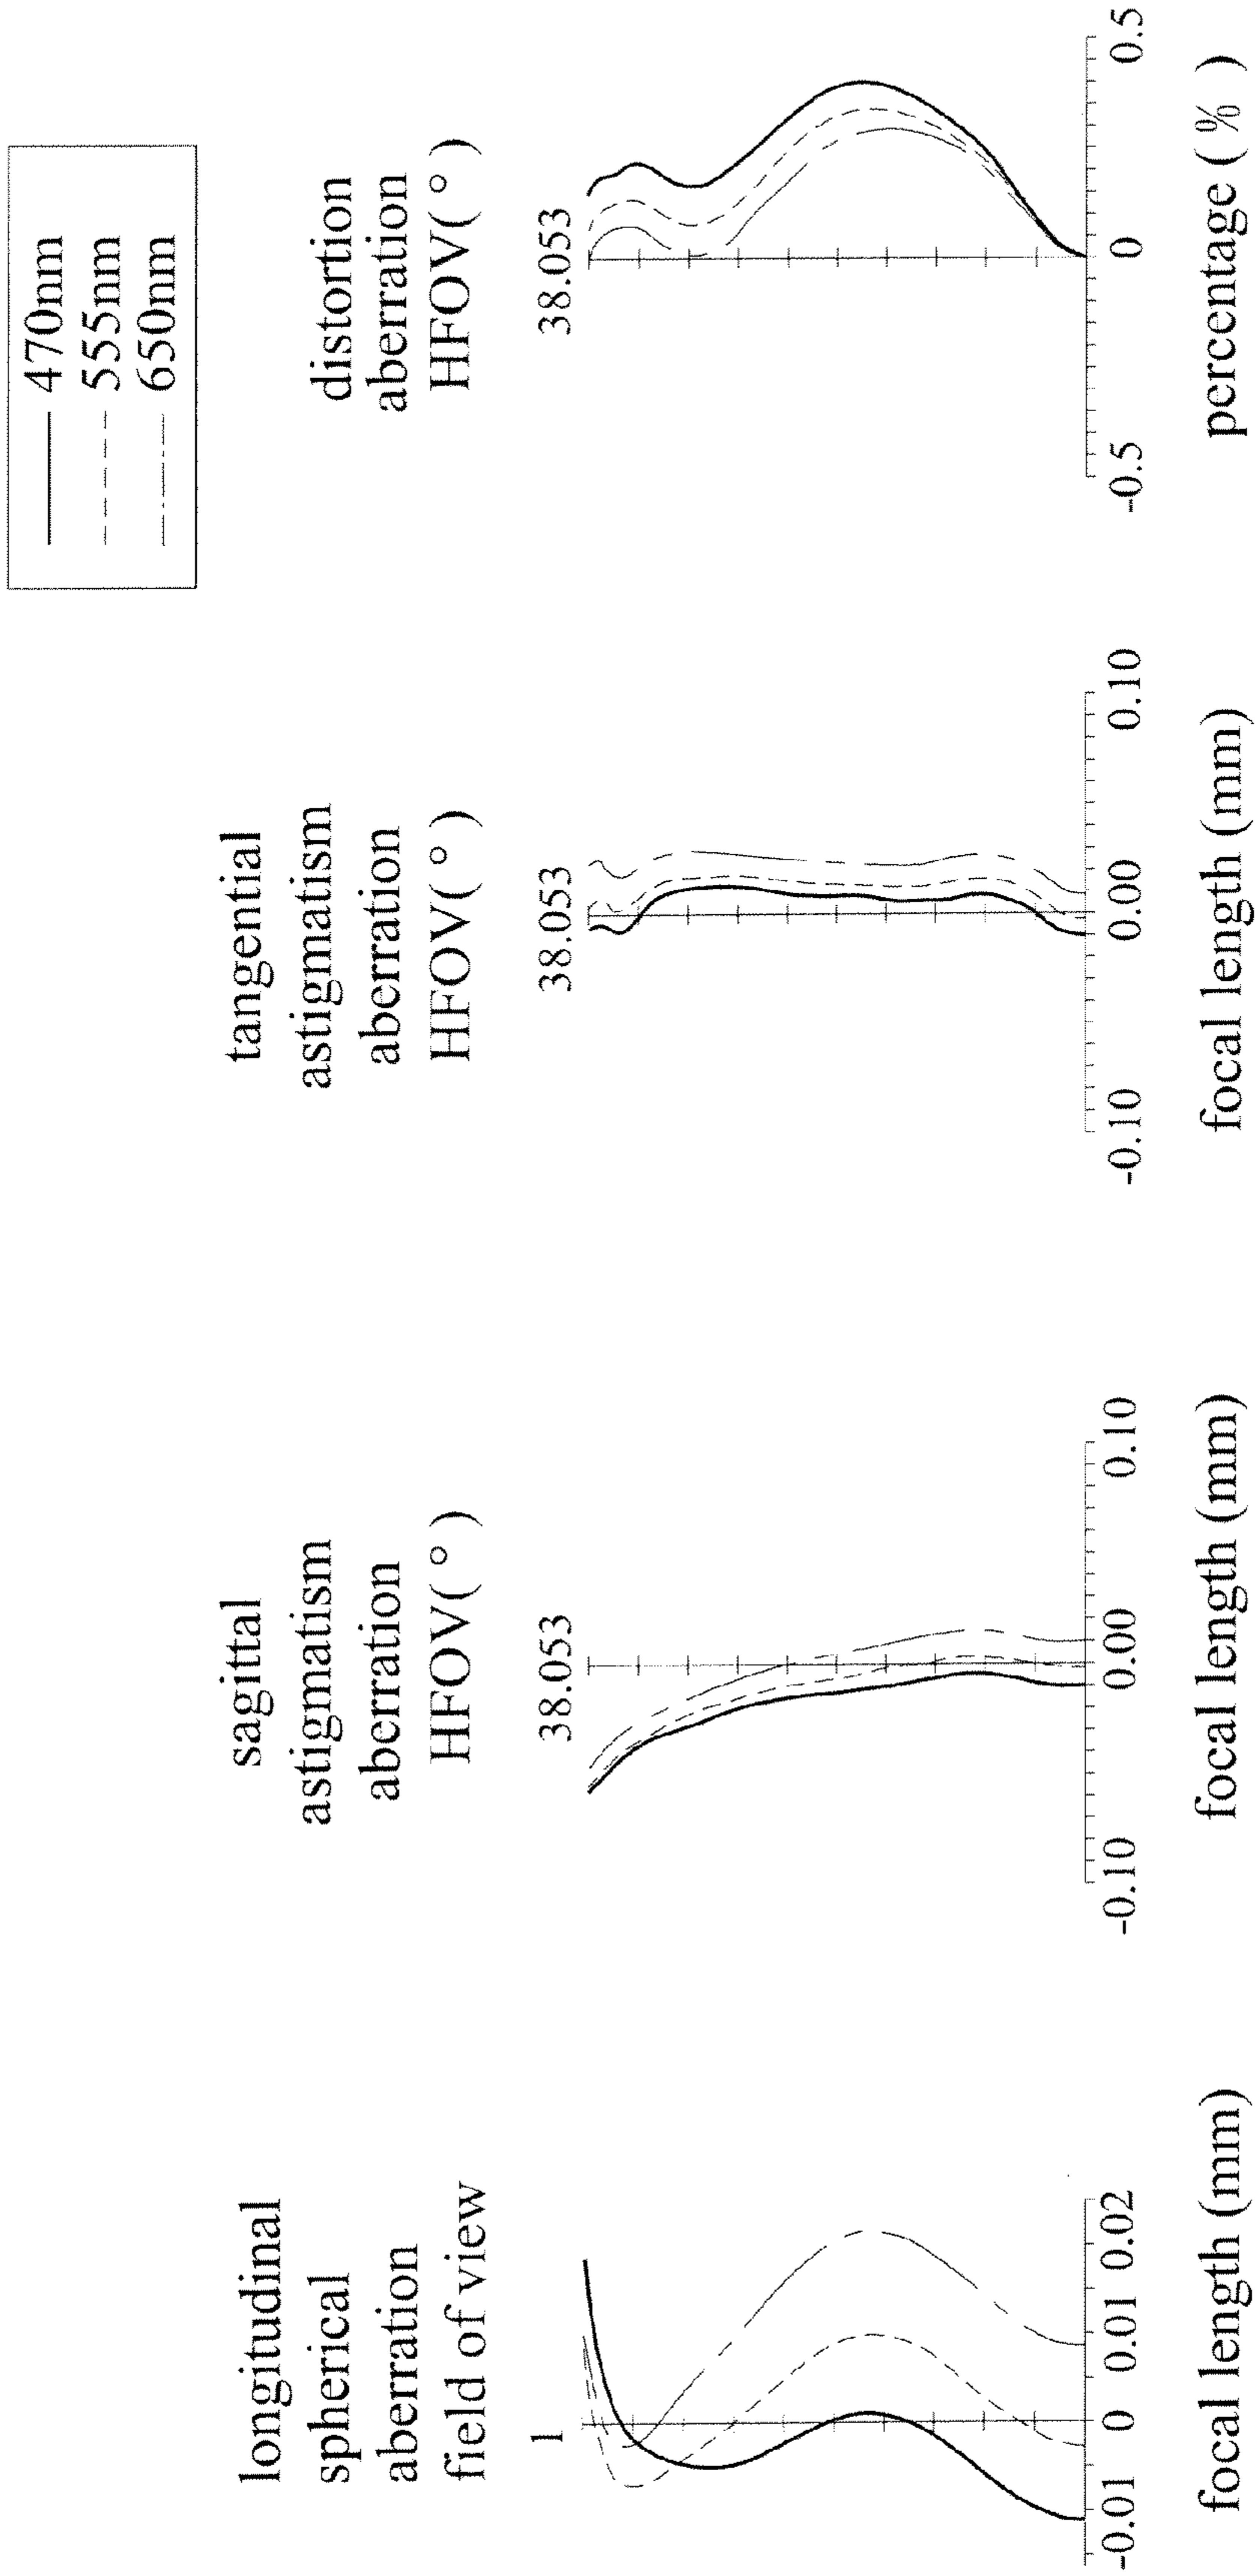 470nm
555nm
650nm
longitudinal
spherical
aberration
field of view
1
-0.01
0
0.01
0.02
focal length (mm)
sagittal
astigmatism
aberration
HFOV( ° )
38.053
-0.10
0.00
0.10
focal length (mm)
tangential
astigmatism
aberration
HFOV( ° )
38.053
-0.10
0.00
0.10
focal length (mm)
distortion
aberration
HFOV( ° )
38.053
-0.5
0
0.5
percentage ( % )